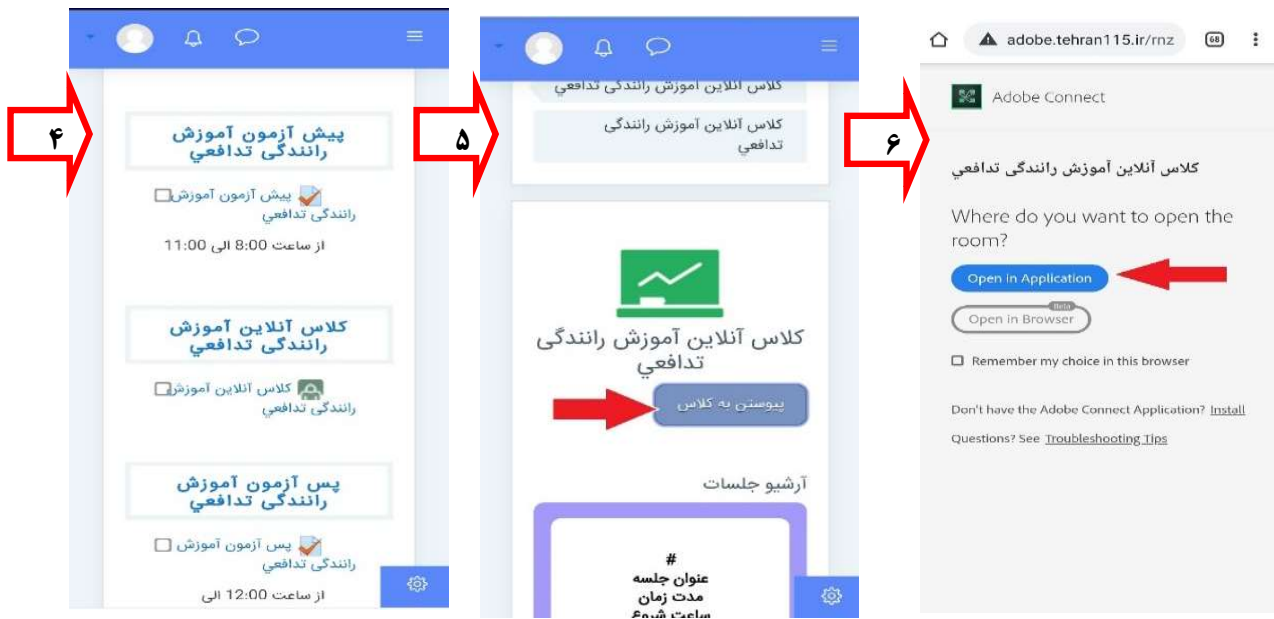 ۴
پیش آزمون آموزش
رانندگی تدافعي
پیش آزمون آموزش
رانندگی تدافعي
از ساعت 8:00 الی 11:00
کلاس آنلاین آموزش
رانندگی تدافعي
کلاس آنلاین آموزش
رانندگی تدافعي
پس آزمون آموزش
رانندگی تدافعي
پس آزمون آموزش
رانندگی تدافعي
از ساعت 12:00 الی
۵
کلاس آنلاین آموزش رانندگی تدافعي
کلاس آنلاین آموزش رانندگی
تدافعي
کلاس آنلاین آموزش رانندگی
تدافعي
پیوستن به کلاس
آرشیو جلسات
#
عنوان جلسه
مدت زمان
ساعت شروع
۶
adobe.tehran115.ir/rnz
68
Adobe Connect
کلاس آنلاین آموزش رانندگی تدافعي
Where do you want to open the
room?
Open in Application
Beta
Open in Browser
Remember my choice in this browser
Don't have the Adobe Connect Application? Install
Questions? See Troubleshooting Tips